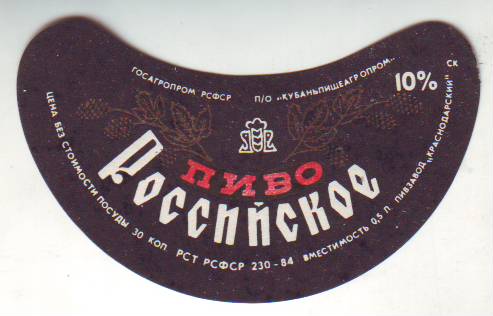 ГОСАГРОПРОМ РСФСР П/О „КУБАНЬПИЩЕАГРОПРОМ"
10% СК
ПИВО
Российское
ЦЕНА БЕЗ СТОИМОСТИ ПОСУДЫ 30 КОП РСТ РСФСР 230-84 ВМЕСТИМОСТЬ 0,5 Л. ПИВЗАВОД „КРАСНОДАРСКИЙ"